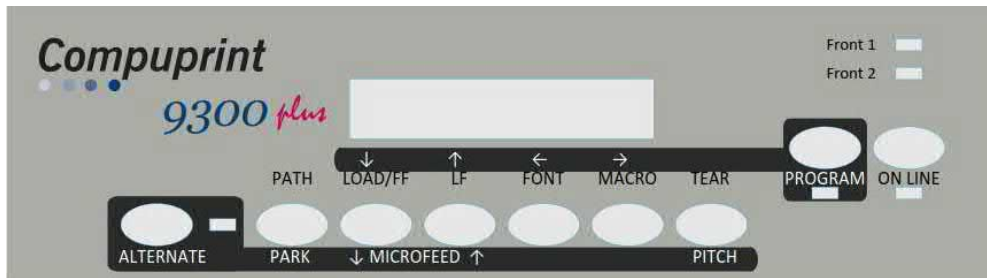 Compuprint
9300 plus
Front 1
Front 2
↓ ↑ ← →
PATH LOAD/FF LF FONT MACRO TEAR PROGRAM ON LINE
ALTERNATE PARK ↓ MICROFEED ↑ PITCH